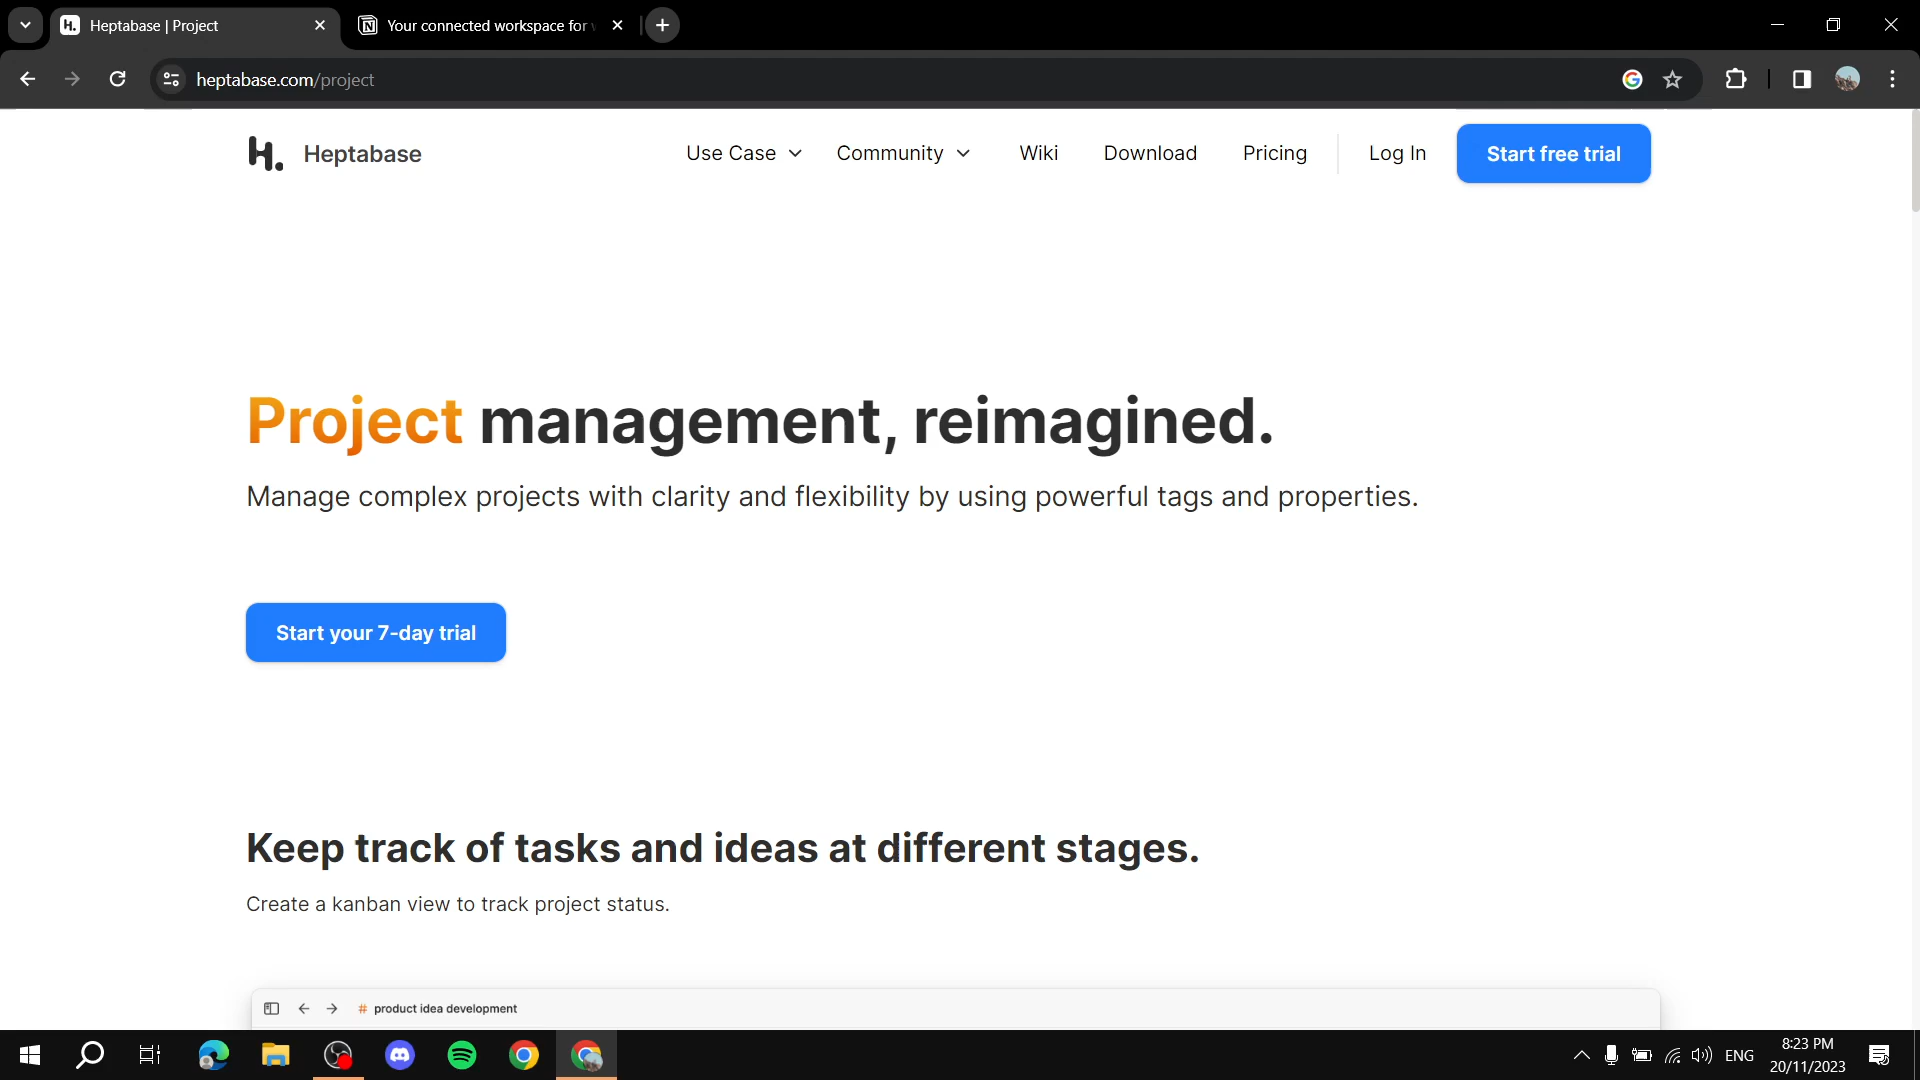 Heptabase | Project
Your connected workspace for
heptabase.com/project
H. Heptabase
Use Case
Community
Wiki
Download
Pricing
Log In
Start free trial
Project management, reimagined.
Manage complex projects with clarity and flexibility by using powerful tags and properties.
Start your 7-day trial
Keep track of tasks and ideas at different stages.
Create a kanban view to track project status.
# product idea development
ENG
8:23 PM
20/11/2023